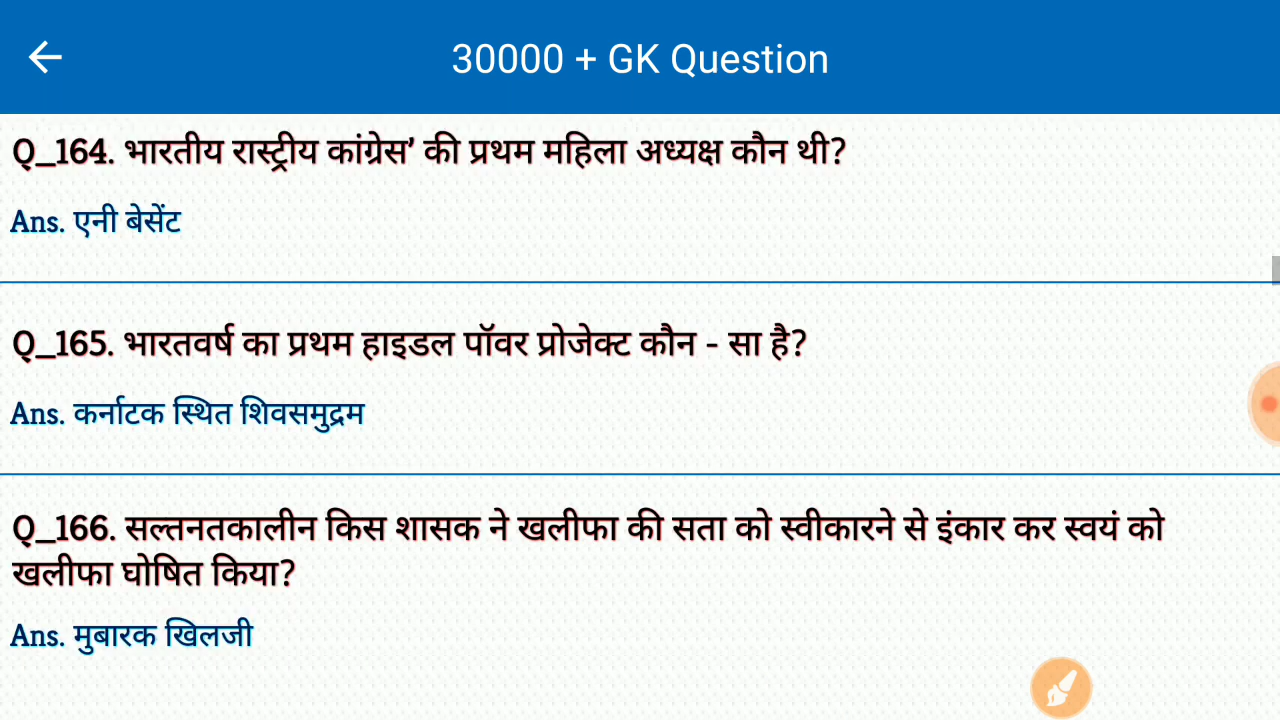 30000 + GK Question
Q_164. भारतीय रास्ट्रीय कांग्रेस’ की प्रथम महिला अध्यक्ष कौन थी?
Ans. एनी बेसेंट
Q_165. भारतवर्ष का प्रथम हाइडल पॉवर प्रोजेक्ट कौन - सा है?
Ans. कर्नाटक स्थित शिवसमुद्रम
Q_166. सल्तनतकालीन किस शासक ने खलीफा की सता को स्वीकारने से इंकार कर स्वयं को
खलीफा घोषित किया?
Ans. मुबारक खिलजी